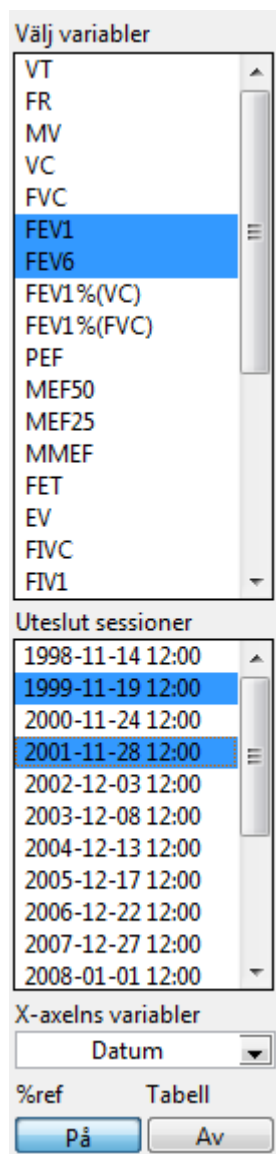 Välj variabler
VT
FR
MV
VC
FVC
FEV1
FEV6
FEV1%(VC)
FEV1%(FVC)
PEF
MEF50
MEF25
MMEF
FET
EV
FIVC
FIV1
Uteslut sessioner
1998-11-14 12:00
1999-11-19 12:00
2000-11-24 12:00
2001-11-28 12:00
2002-12-03 12:00
2003-12-08 12:00
2004-12-13 12:00
2005-12-17 12:00
2006-12-22 12:00
2007-12-27 12:00
2008-01-01 12:00
X-axelns variabler
Datum
%ref Tabell
På Av